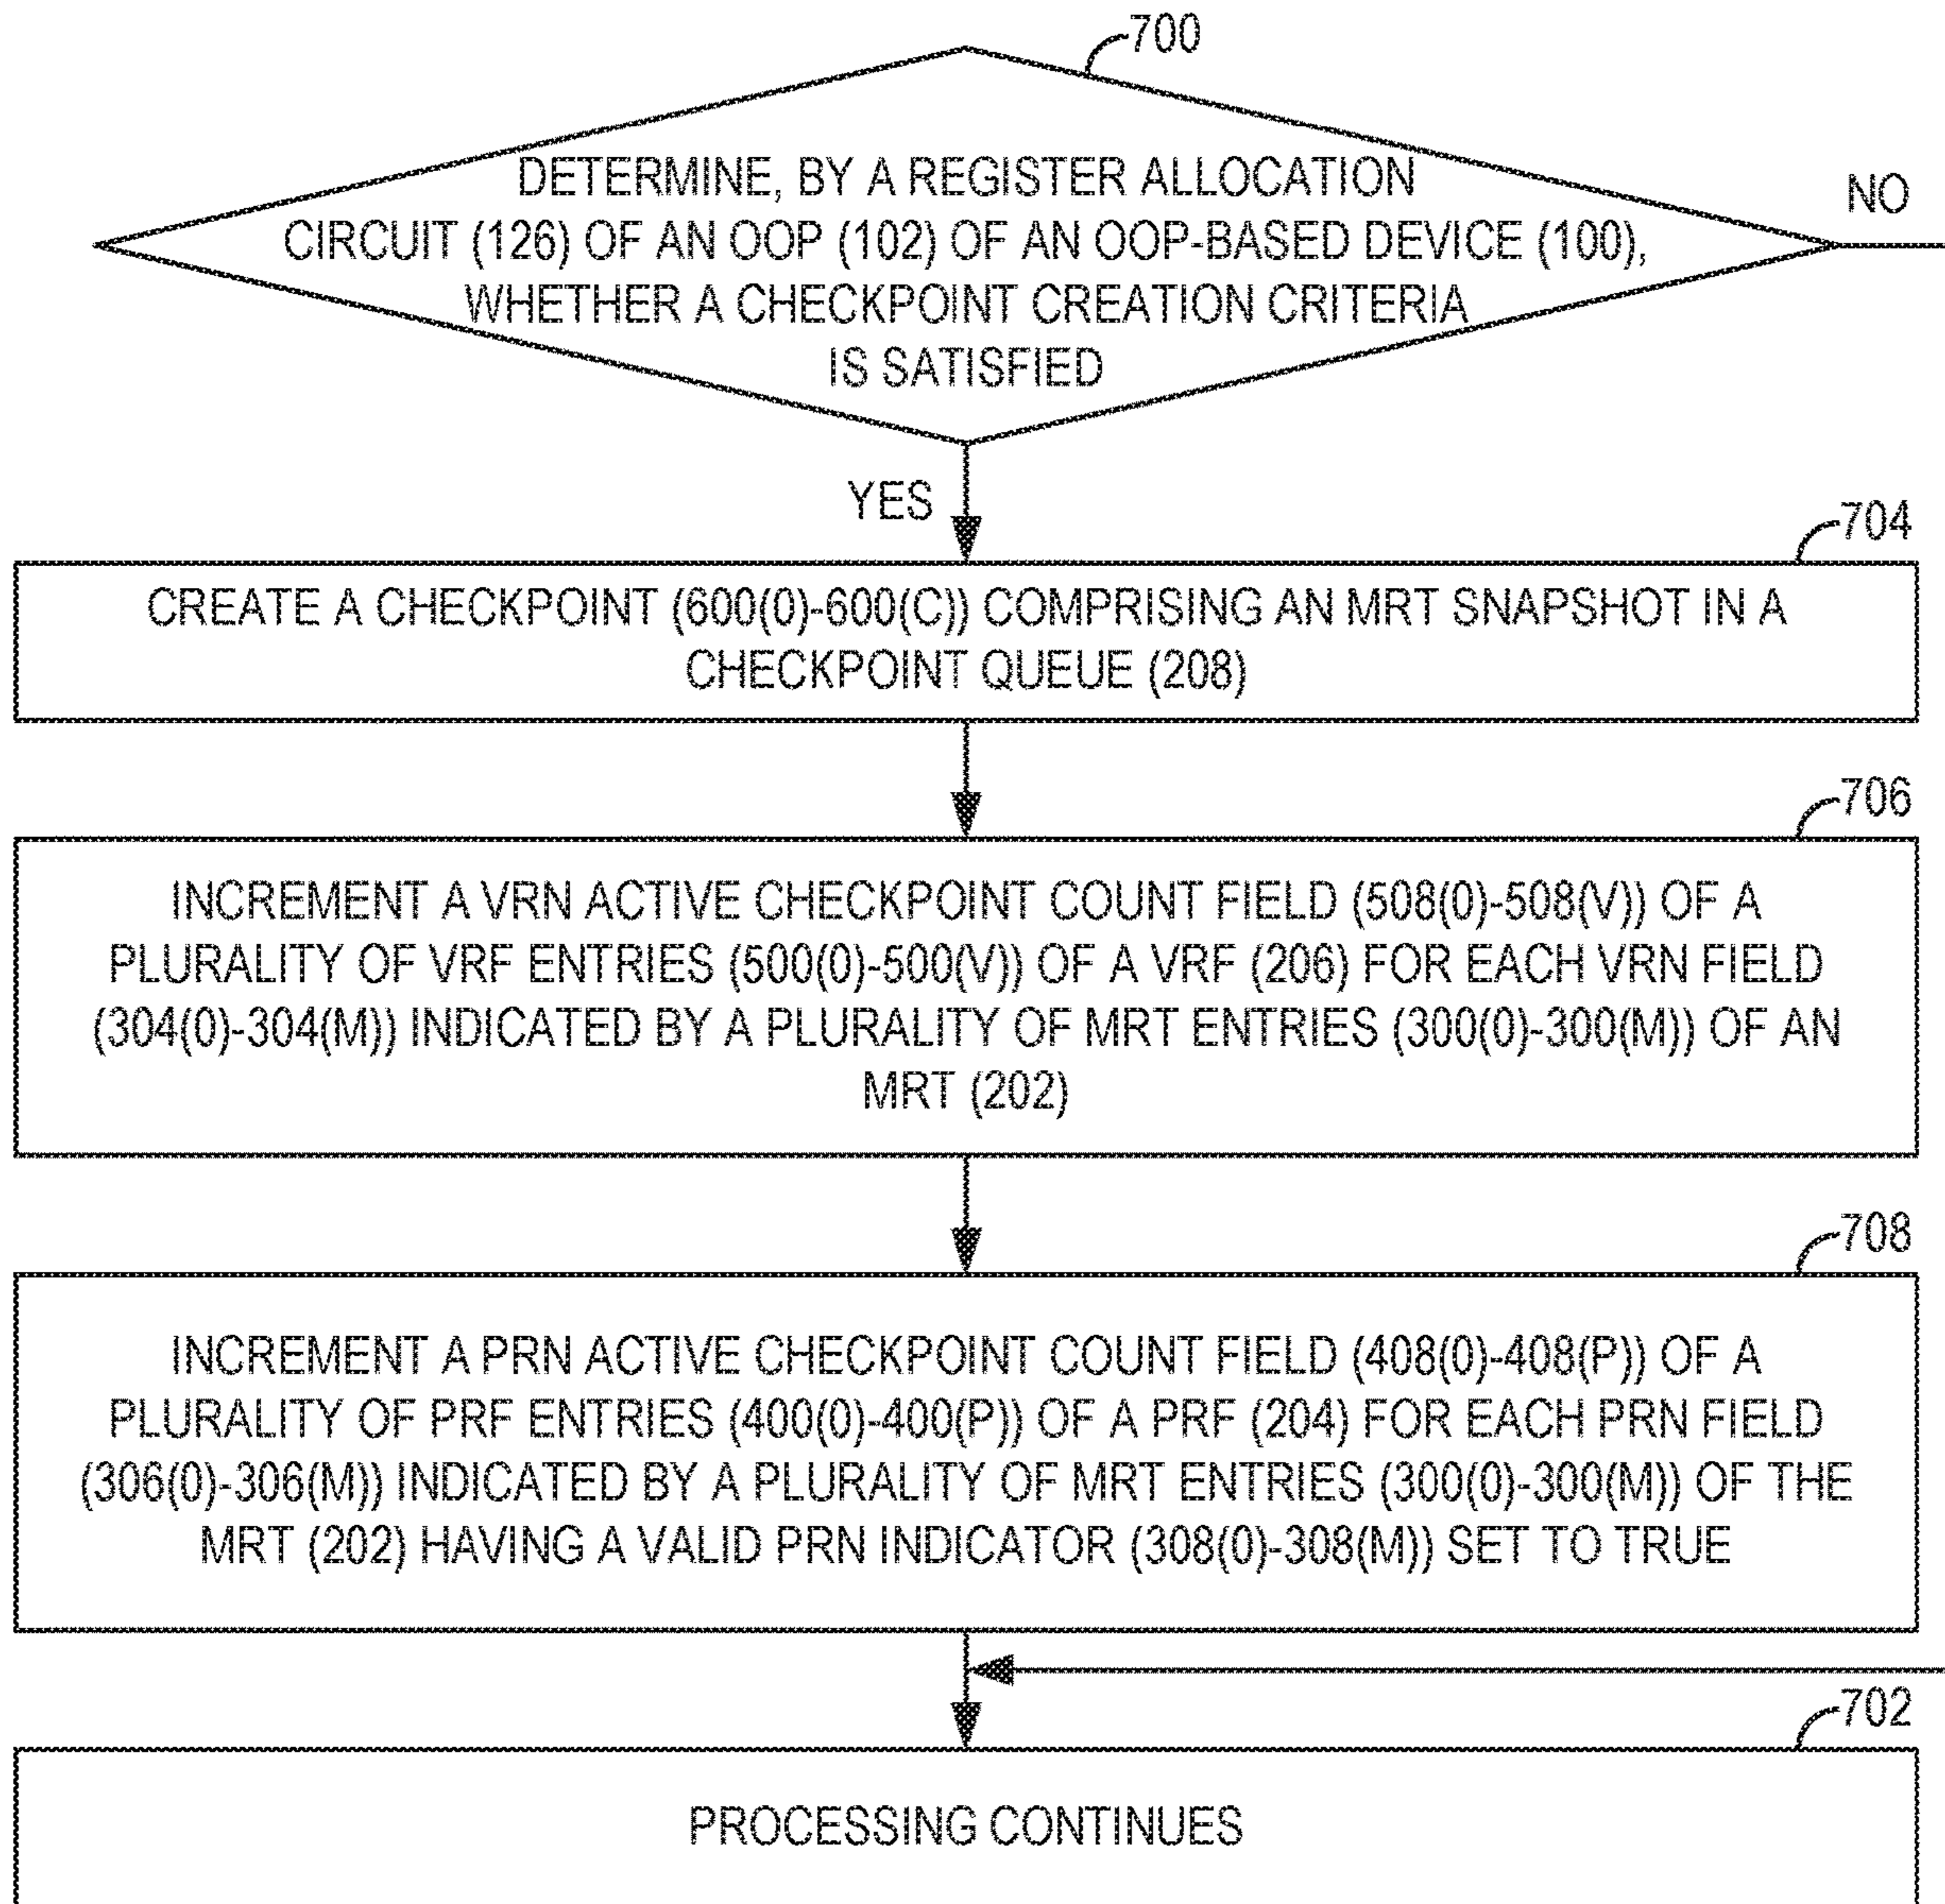 700
DETERMINE, BY A REGISTER ALLOCATION
CIRCUIT (126) OF AN OOP (102) OF AN OOP-BASED DEVICE (100),
WHETHER A CHECKPOINT CREATION CRITERIA
IS SATISFIED
NO
YES
704
CREATE A CHECKPOINT (600(0)-600(C)) COMPRISING AN MRT SNAPSHOT IN A
CHECKPOINT QUEUE (208)
706
INCREMENT A VRN ACTIVE CHECKPOINT COUNT FIELD (508(0)-508(V)) OF A
PLURALITY OF VRF ENTRIES (500(0)-500(V)) OF A VRF (206) FOR EACH VRN FIELD
(304(0)-304(M)) INDICATED BY A PLURALITY OF MRT ENTRIES (300(0)-300(M)) OF AN
MRT (202)
708
INCREMENT A PRN ACTIVE CHECKPOINT COUNT FIELD (408(0)-408(P)) OF A
PLURALITY OF PRF ENTRIES (400(0)-400(P)) OF A PRF (204) FOR EACH PRN FIELD
(306(0)-306(M)) INDICATED BY A PLURALITY OF MRT ENTRIES (300(0)-300(M)) OF THE
MRT (202) HAVING A VALID PRN INDICATOR (308(0)-308(M)) SET TO TRUE
702
PROCESSING CONTINUES